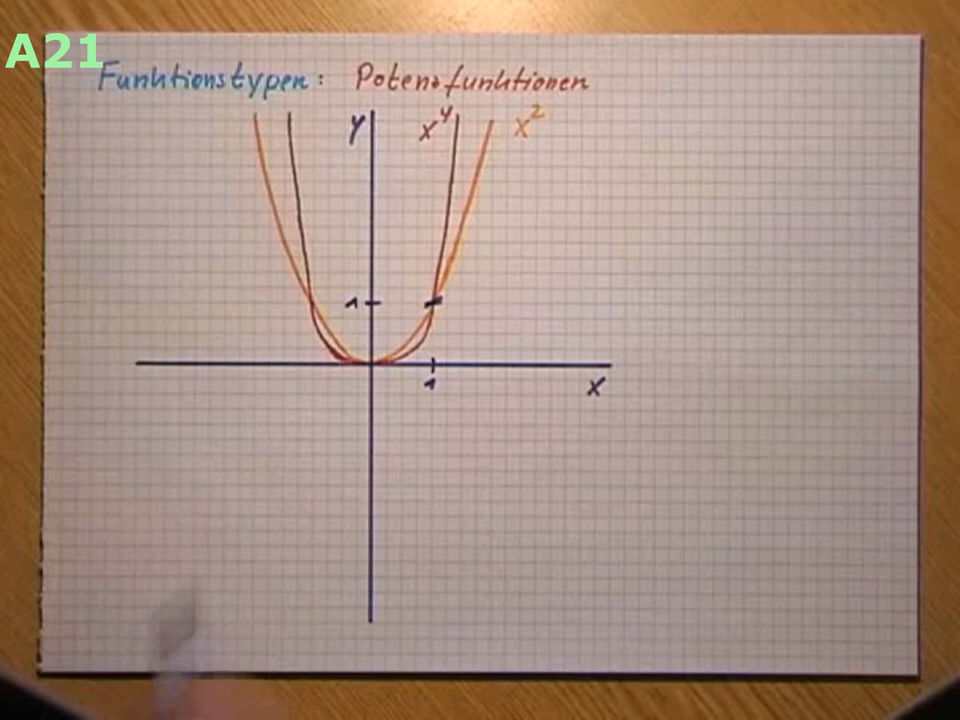 A21
Funktionstypen: Potenzfunktionen
y x⁴ x²
1
1
x